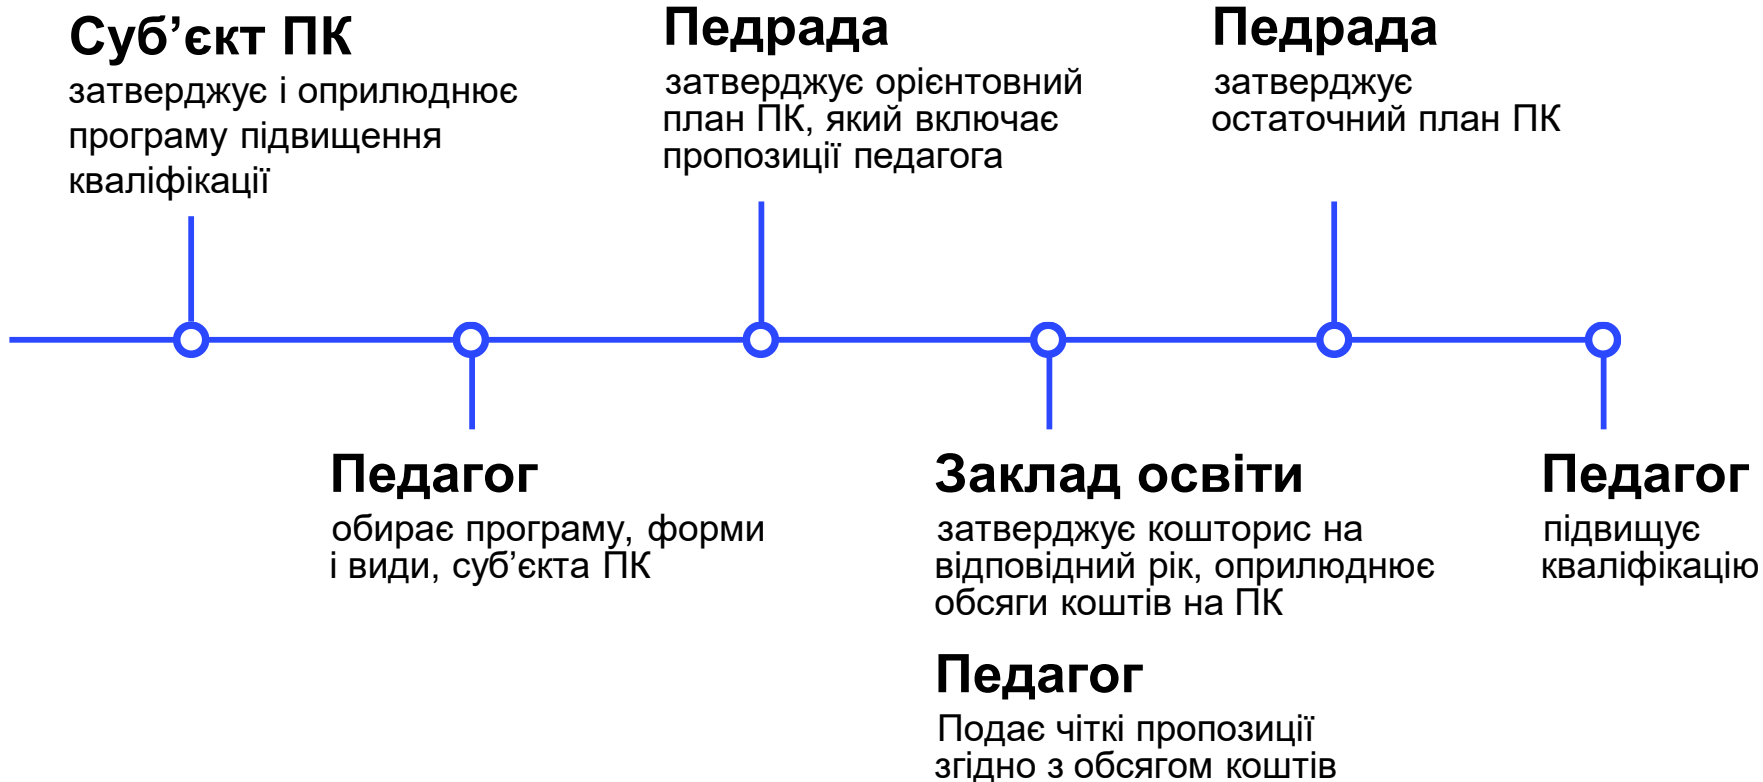 Суб’єкт ПК
затверджує і оприлюднює
програму підвищення
кваліфікації
Педагог
обирає програму, форми
і види, суб’єкта ПК
Педрада
затверджує орієнтовний
план ПК, який включає
пропозиції педагога
Заклад освіти
затверджує кошторис на
відповідний рік, оприлюднює
обсяги коштів на ПК
Педагог
Подає чіткі пропозиції
згідно з обсягом коштів
Педрада
затверджує
остаточний план ПК
Педагог
підвищує
кваліфікацію